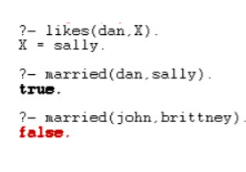 ?- likes(dan,X).
X = sally.
?- married(dan,sally).
true.
?- married(john,brittney).
false.